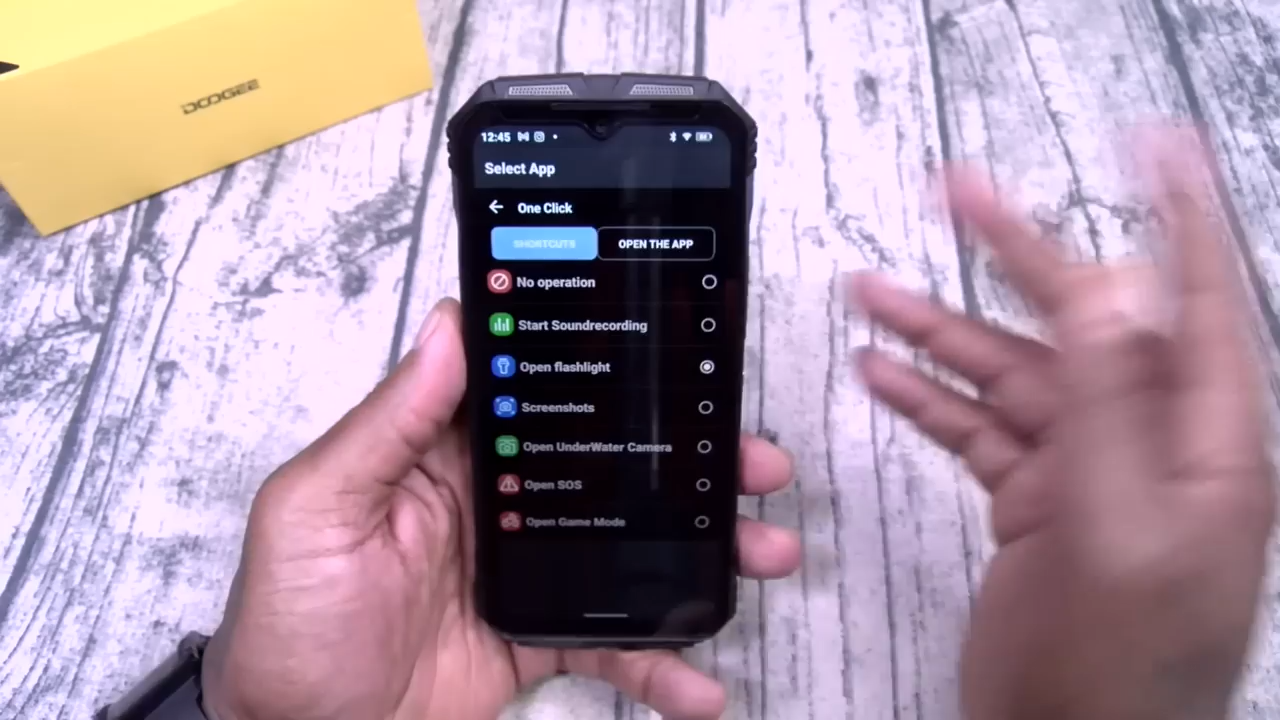 DOOGEE
12:45
Select App
One Click
SHORTCUTS
OPEN THE APP
No operation
Start Soundrecording
Open flashlight
Screenshots
Open UnderWater Camera
Open SOS
Open Game Mode